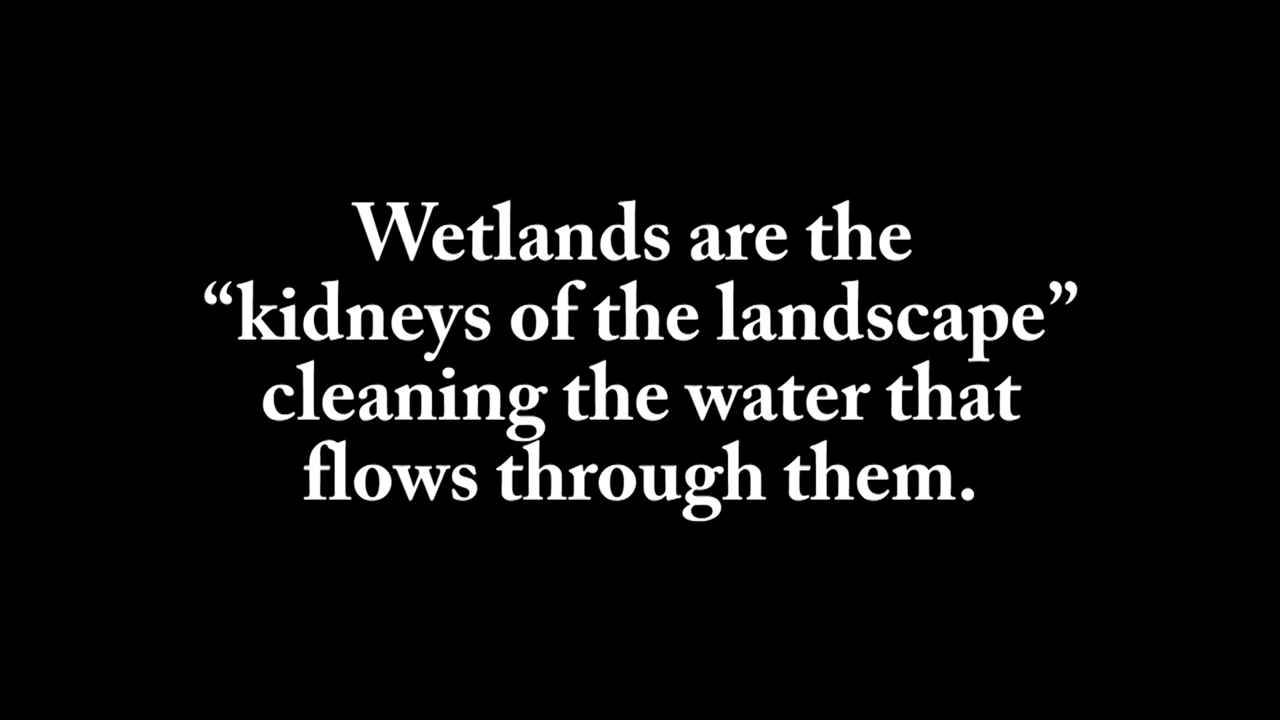 Wetlands are the
“kidneys of the landscape”
cleaning the water that
flows through them.